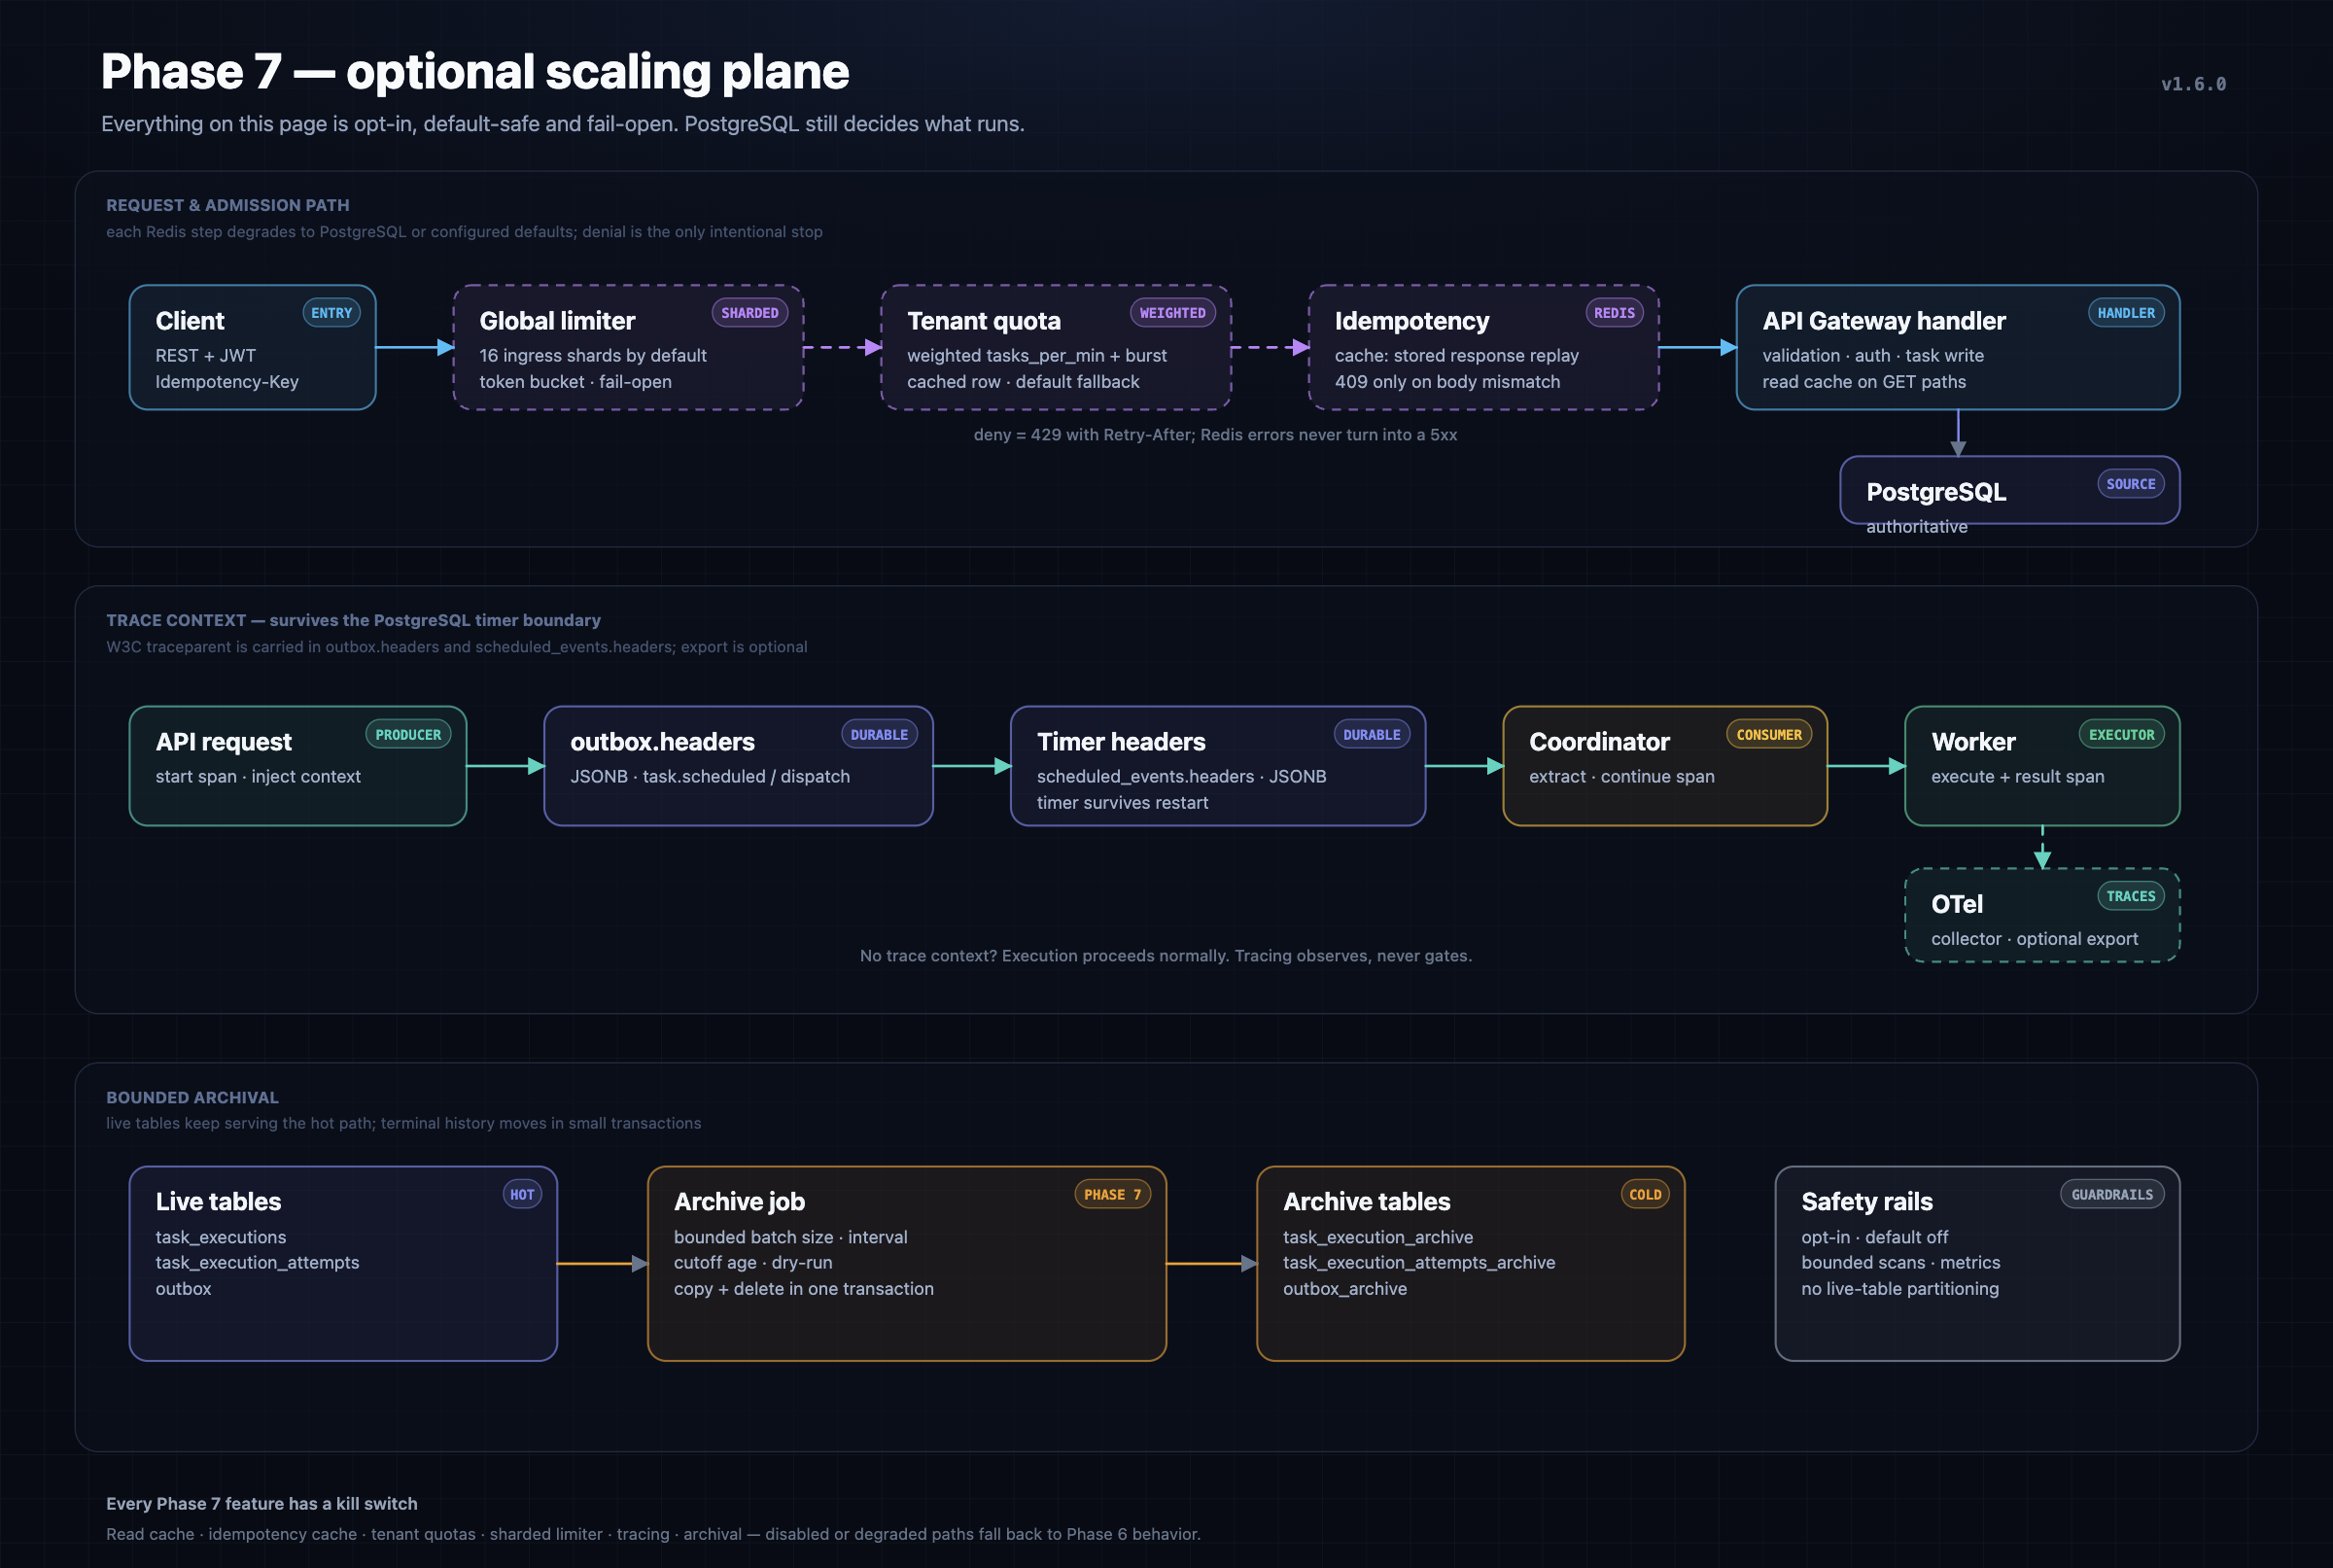 Phase 7 — optional scaling plane
v1.6.0
Everything on this page is opt-in, default-safe and fail-open. PostgreSQL still decides what runs.
REQUEST & ADMISSION PATH
each Redis step degrades to PostgreSQL or configured defaults; denial is the only intentional stop
Client
ENTRY
REST + JWT
Idempotency-Key
Global limiter
SHARDED
16 ingress shards by default
token bucket · fail-open
Tenant quota
WEIGHTED
weighted tasks_per_min + burst
cached row · default fallback
Idempotency
REDIS
cache: stored response replay
409 only on body mismatch
API Gateway handler
HANDLER
validation · auth · task write
read cache on GET paths
deny = 429 with Retry-After; Redis errors never turn into a 5xx
PostgreSQL
SOURCE
authoritative
TRACE CONTEXT — survives the PostgreSQL timer boundary
W3C traceparent is carried in outbox.headers and scheduled_events.headers; export is optional
API request
PRODUCER
start span · inject context
outbox.headers
DURABLE
JSONB · task.scheduled / dispatch
Timer headers
DURABLE
scheduled_events.headers · JSONB
timer survives restart
Coordinator
CONSUMER
extract · continue span
Worker
EXECUTOR
execute + result span
OTel
TRACES
collector · optional export
No trace context? Execution proceeds normally. Tracing observes, never gates.
BOUNDED ARCHIVAL
live tables keep serving the hot path; terminal history moves in small transactions
Live tables
HOT
task_executions
task_execution_attempts
outbox
Archive job
PHASE 7
bounded batch size · interval
cutoff age · dry-run
copy + delete in one transaction
Archive tables
COLD
task_execution_archive
task_execution_attempts_archive
outbox_archive
Safety rails
GUARDRAILS
opt-in · default off
bounded scans · metrics
no live-table partitioning
Every Phase 7 feature has a kill switch
Read cache · idempotency cache · tenant quotas · sharded limiter · tracing · archival — disabled or degraded paths fall back to Phase 6 behavior.